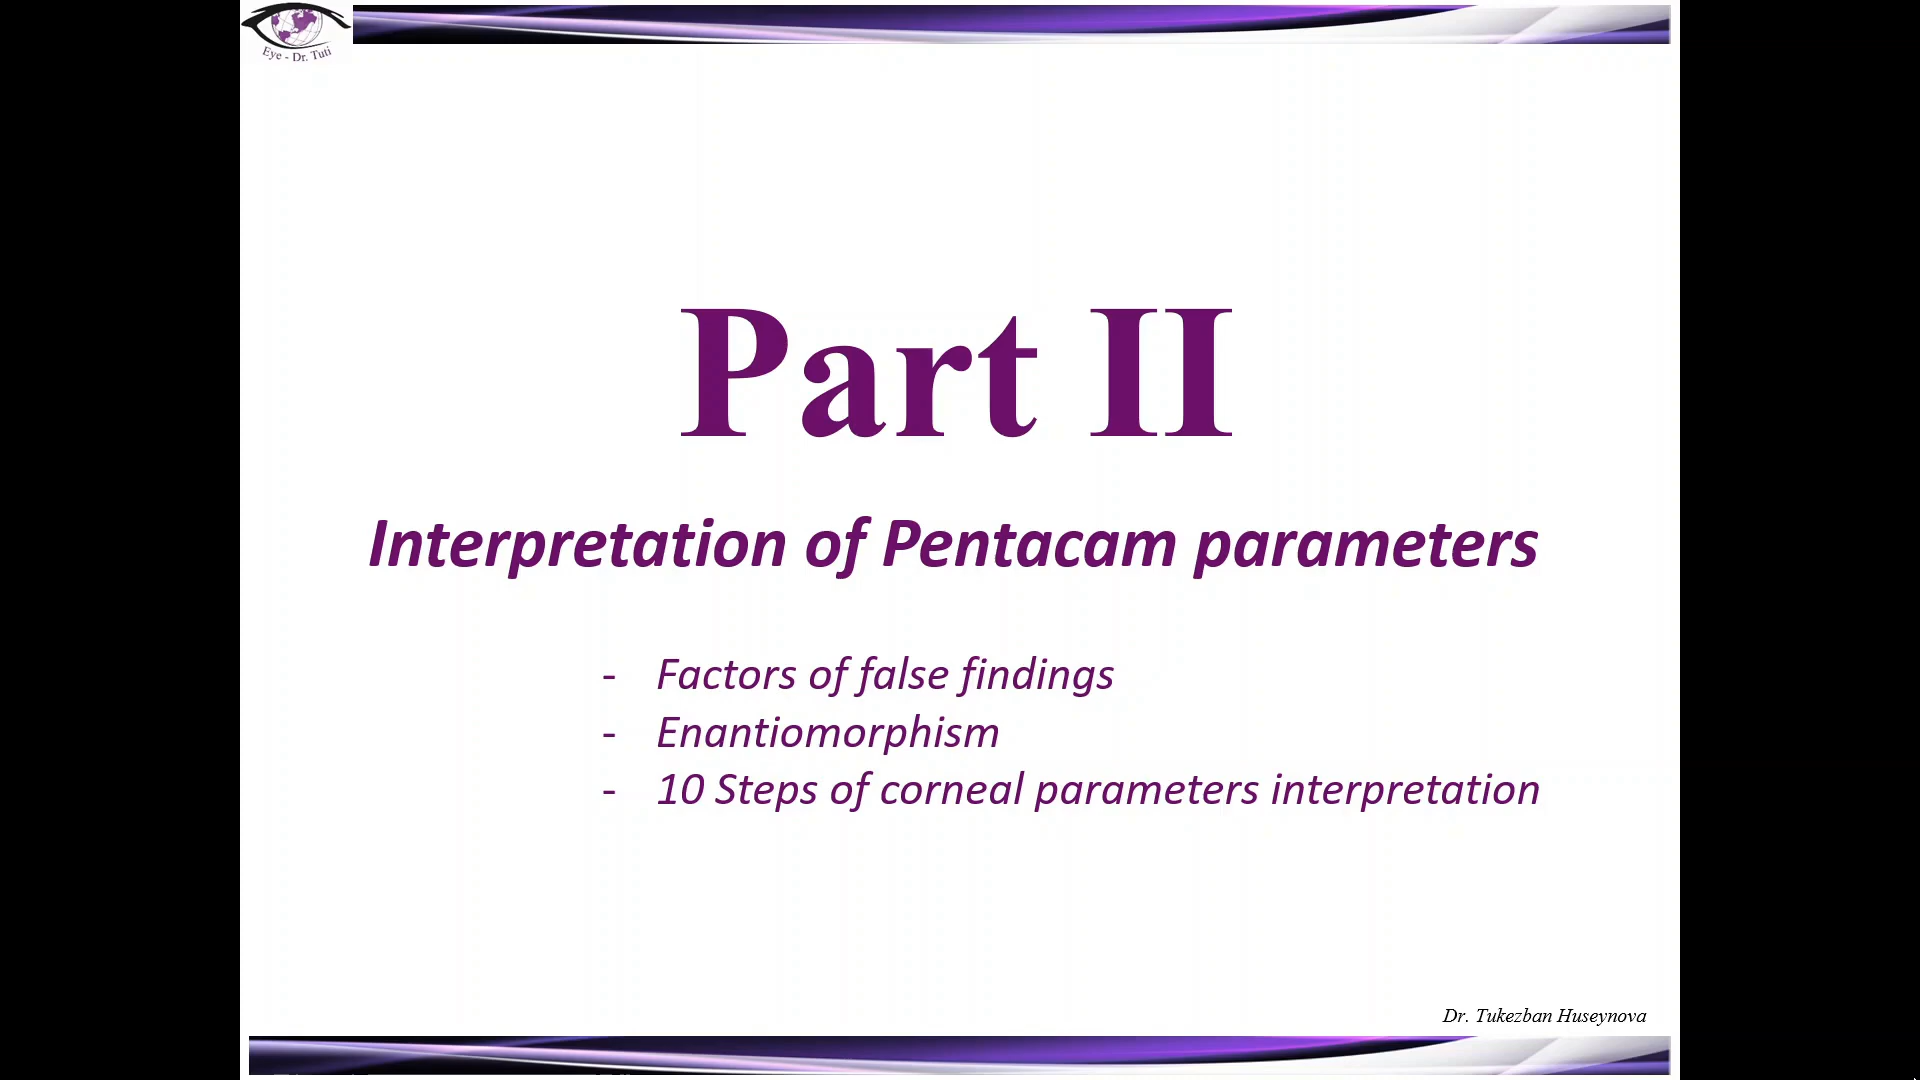 Eye - Dr. Tuti
Part II
Interpretation of Pentacam parameters
- Factors of false findings
- Enantiomorphism
- 10 Steps of corneal parameters interpretation
Dr. Tukezban Huseynova